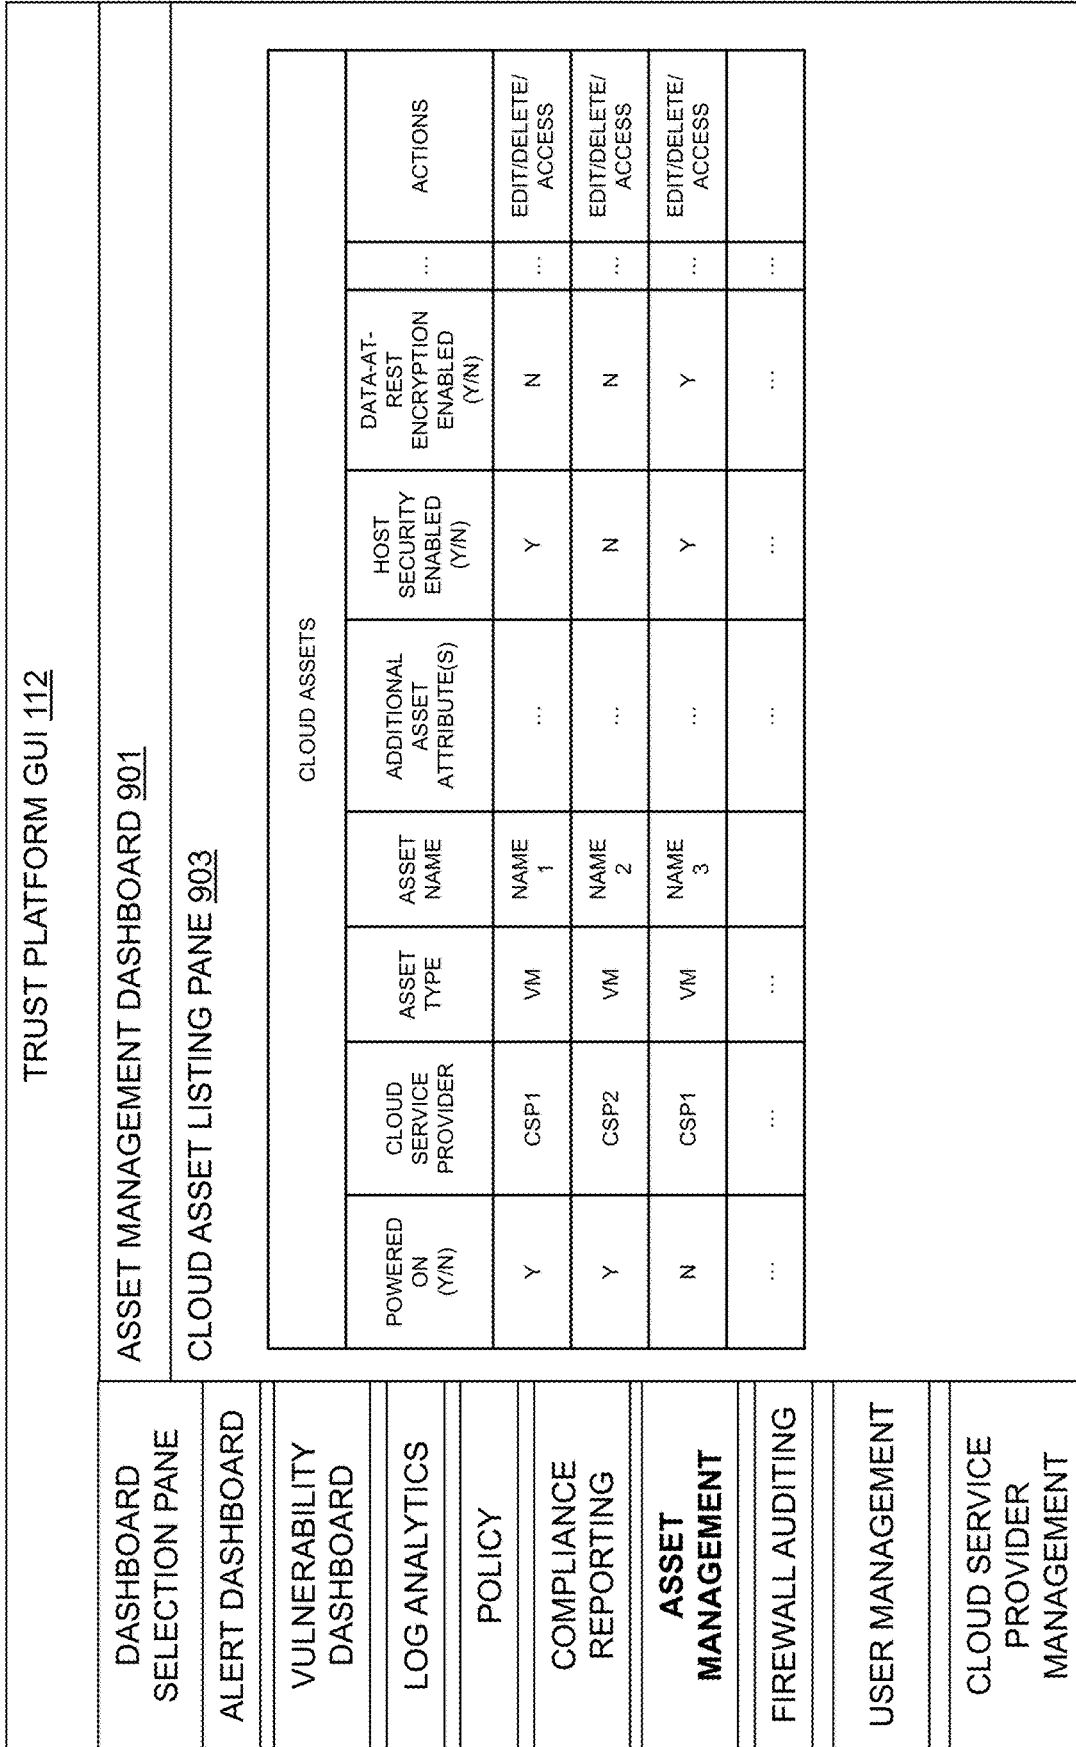 TRUST PLATFORM GUI 112
DASHBOARD
SELECTION PANE
ALERT DASHBOARD
VULNERABILITY
DASHBOARD
LOG ANALYTICS
POLICY
COMPLIANCE
REPORTING
ASSET
MANAGEMENT
FIREWALL AUDITING
USER MANAGEMENT
CLOUD SERVICE
PROVIDER
MANAGEMENT
ASSET MANAGEMENT DASHBOARD 901
CLOUD ASSET LISTING PANE 903
CLOUD ASSETS
POWERED
ON
(Y/N)
CLOUD
SERVICE
PROVIDER
ASSET
TYPE
ASSET
NAME
ADDITIONAL
ASSET
ATTRIBUTE(S)
HOST
SECURITY
ENABLED
(Y/N)
DATA-AT-
REST
ENCRYPTION
ENABLED
(Y/N)
...
ACTIONS
Y
CSP1
VM
NAME
1
...
Y
N
...
EDIT/DELETE/
ACCESS
Y
CSP2
VM
NAME
2
...
N
N
...
EDIT/DELETE/
ACCESS
N
CSP1
VM
NAME
3
...
Y
Y
...
EDIT/DELETE/
ACCESS
...
...
...
...
...
...
...